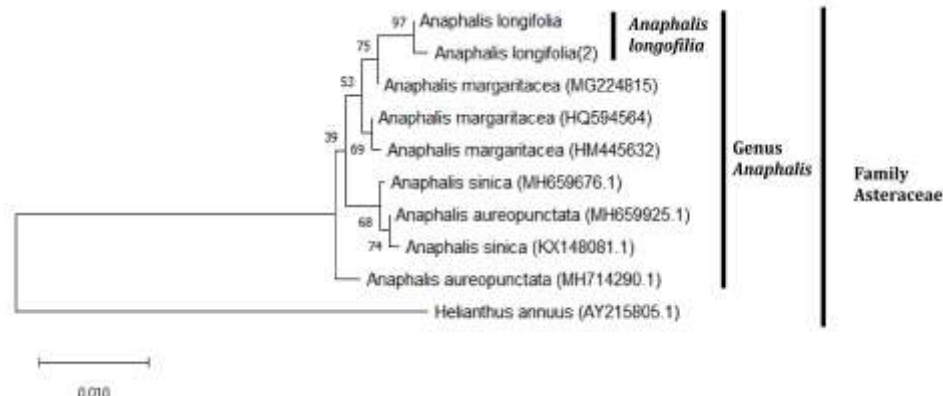 97
Anaphalis longifolia
Anaphalis longifolia(2)
Anaphalis
longofilia
75
Anaphalis margaritacea (MG224815)
53
Anaphalis margaritacea (HQ594564)
39
69
Anaphalis margaritacea (HM445632)
Genus
Anaphalis
Anaphalis sinica (MH659676.1)
Family
Asteraceae
68
Anaphalis aureopunctata (MH659925.1)
74
Anaphalis sinica (KX148081.1)
Anaphalis aureopunctata (MH714290.1)
Helianthus annuus (AY215805.1)
0.010